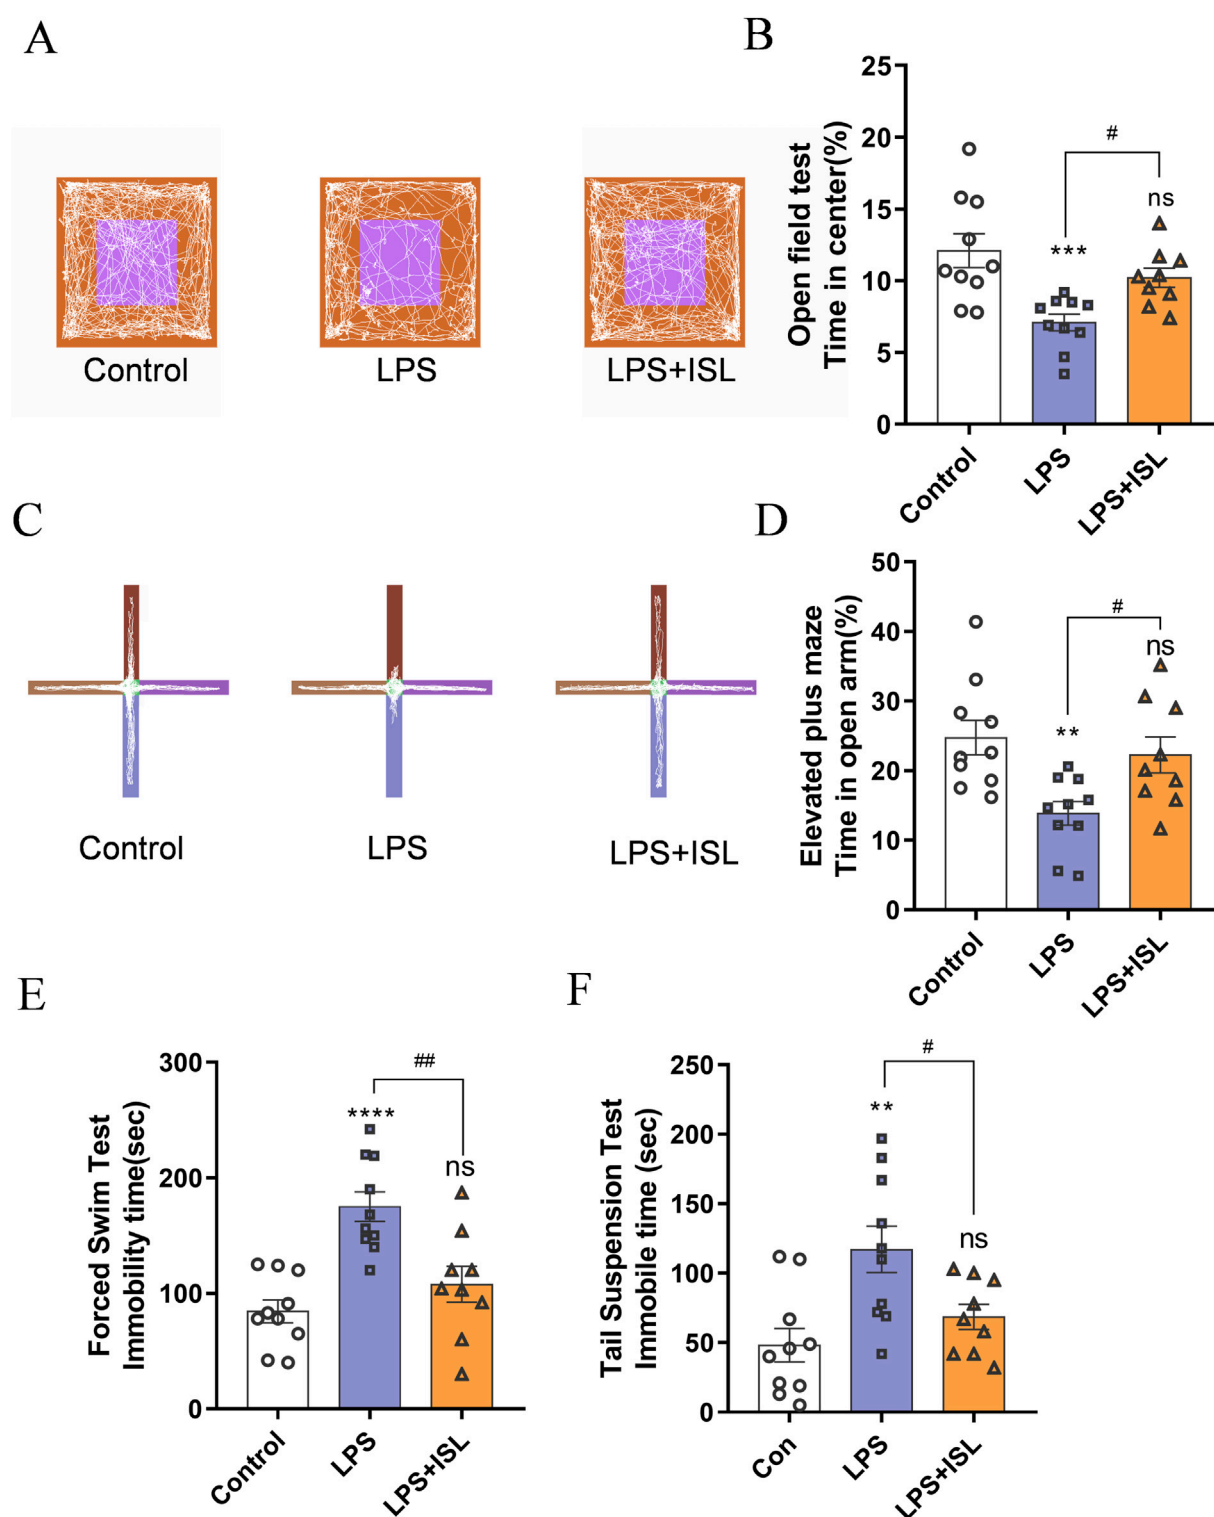 A
Control
LPS
LPS+ISL
B
Open field test
Time in center(%)
25
20
15
10
5
0
***
#
ns
Control
LPS
LPS+ISL
C
Control
LPS
LPS+ISL
D
Elevated plus maze
Time in open arm(%)
50
40
30
20
10
0
**
#
ns
Control
LPS
LPS+ISL
E
Forced Swim Test
Immobility time(sec)
300
200
100
0
****
##
ns
Control
LPS
LPS+ISL
F
Tail Suspension Test
Immobile time (sec)
250
200
150
100
50
0
**
#
ns
Con
LPS
LPS+ISL